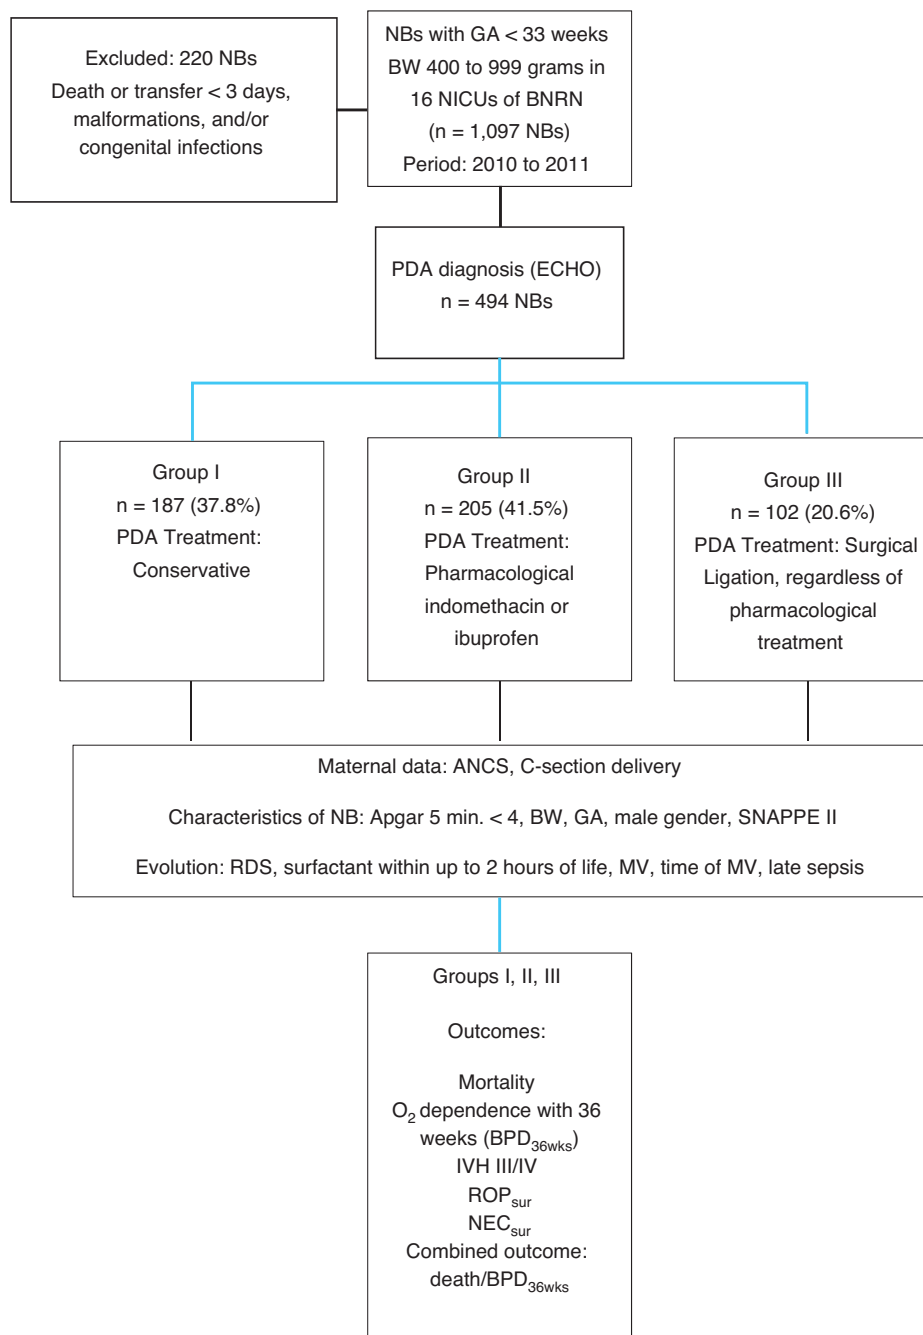 Excluded: 220 NBs
Death or transfer < 3 days,
malformations, and/or
congenital infections
NBs with GA < 33 weeks
BW 400 to 999 grams in
16 NICUs of BNRN
(n = 1,097 NBs)
Period: 2010 to 2011
PDA diagnosis (ECHO)
n = 494 NBs
Group I
n = 187 (37.8%)
PDA Treatment:
Conservative
Group II
n = 205 (41.5%)
PDA Treatment:
Pharmacological
indomethacin or
ibuprofen
Group III
n = 102 (20.6%)
PDA Treatment: Surgical
Ligation, regardless of
pharmacological
treatment
Maternal data: ANCS, C-section delivery
Characteristics of NB: Apgar 5 min. < 4, BW, GA, male gender, SNAPPE II
Evolution: RDS, surfactant within up to 2 hours of life, MV, time of MV, late sepsis
Groups I, II, III
Outcomes:
Mortality
O2 dependence with 36
weeks (BPD36wks)
IVH III/IV
ROPsur
NECsur
Combined outcome:
death/BPD36wks